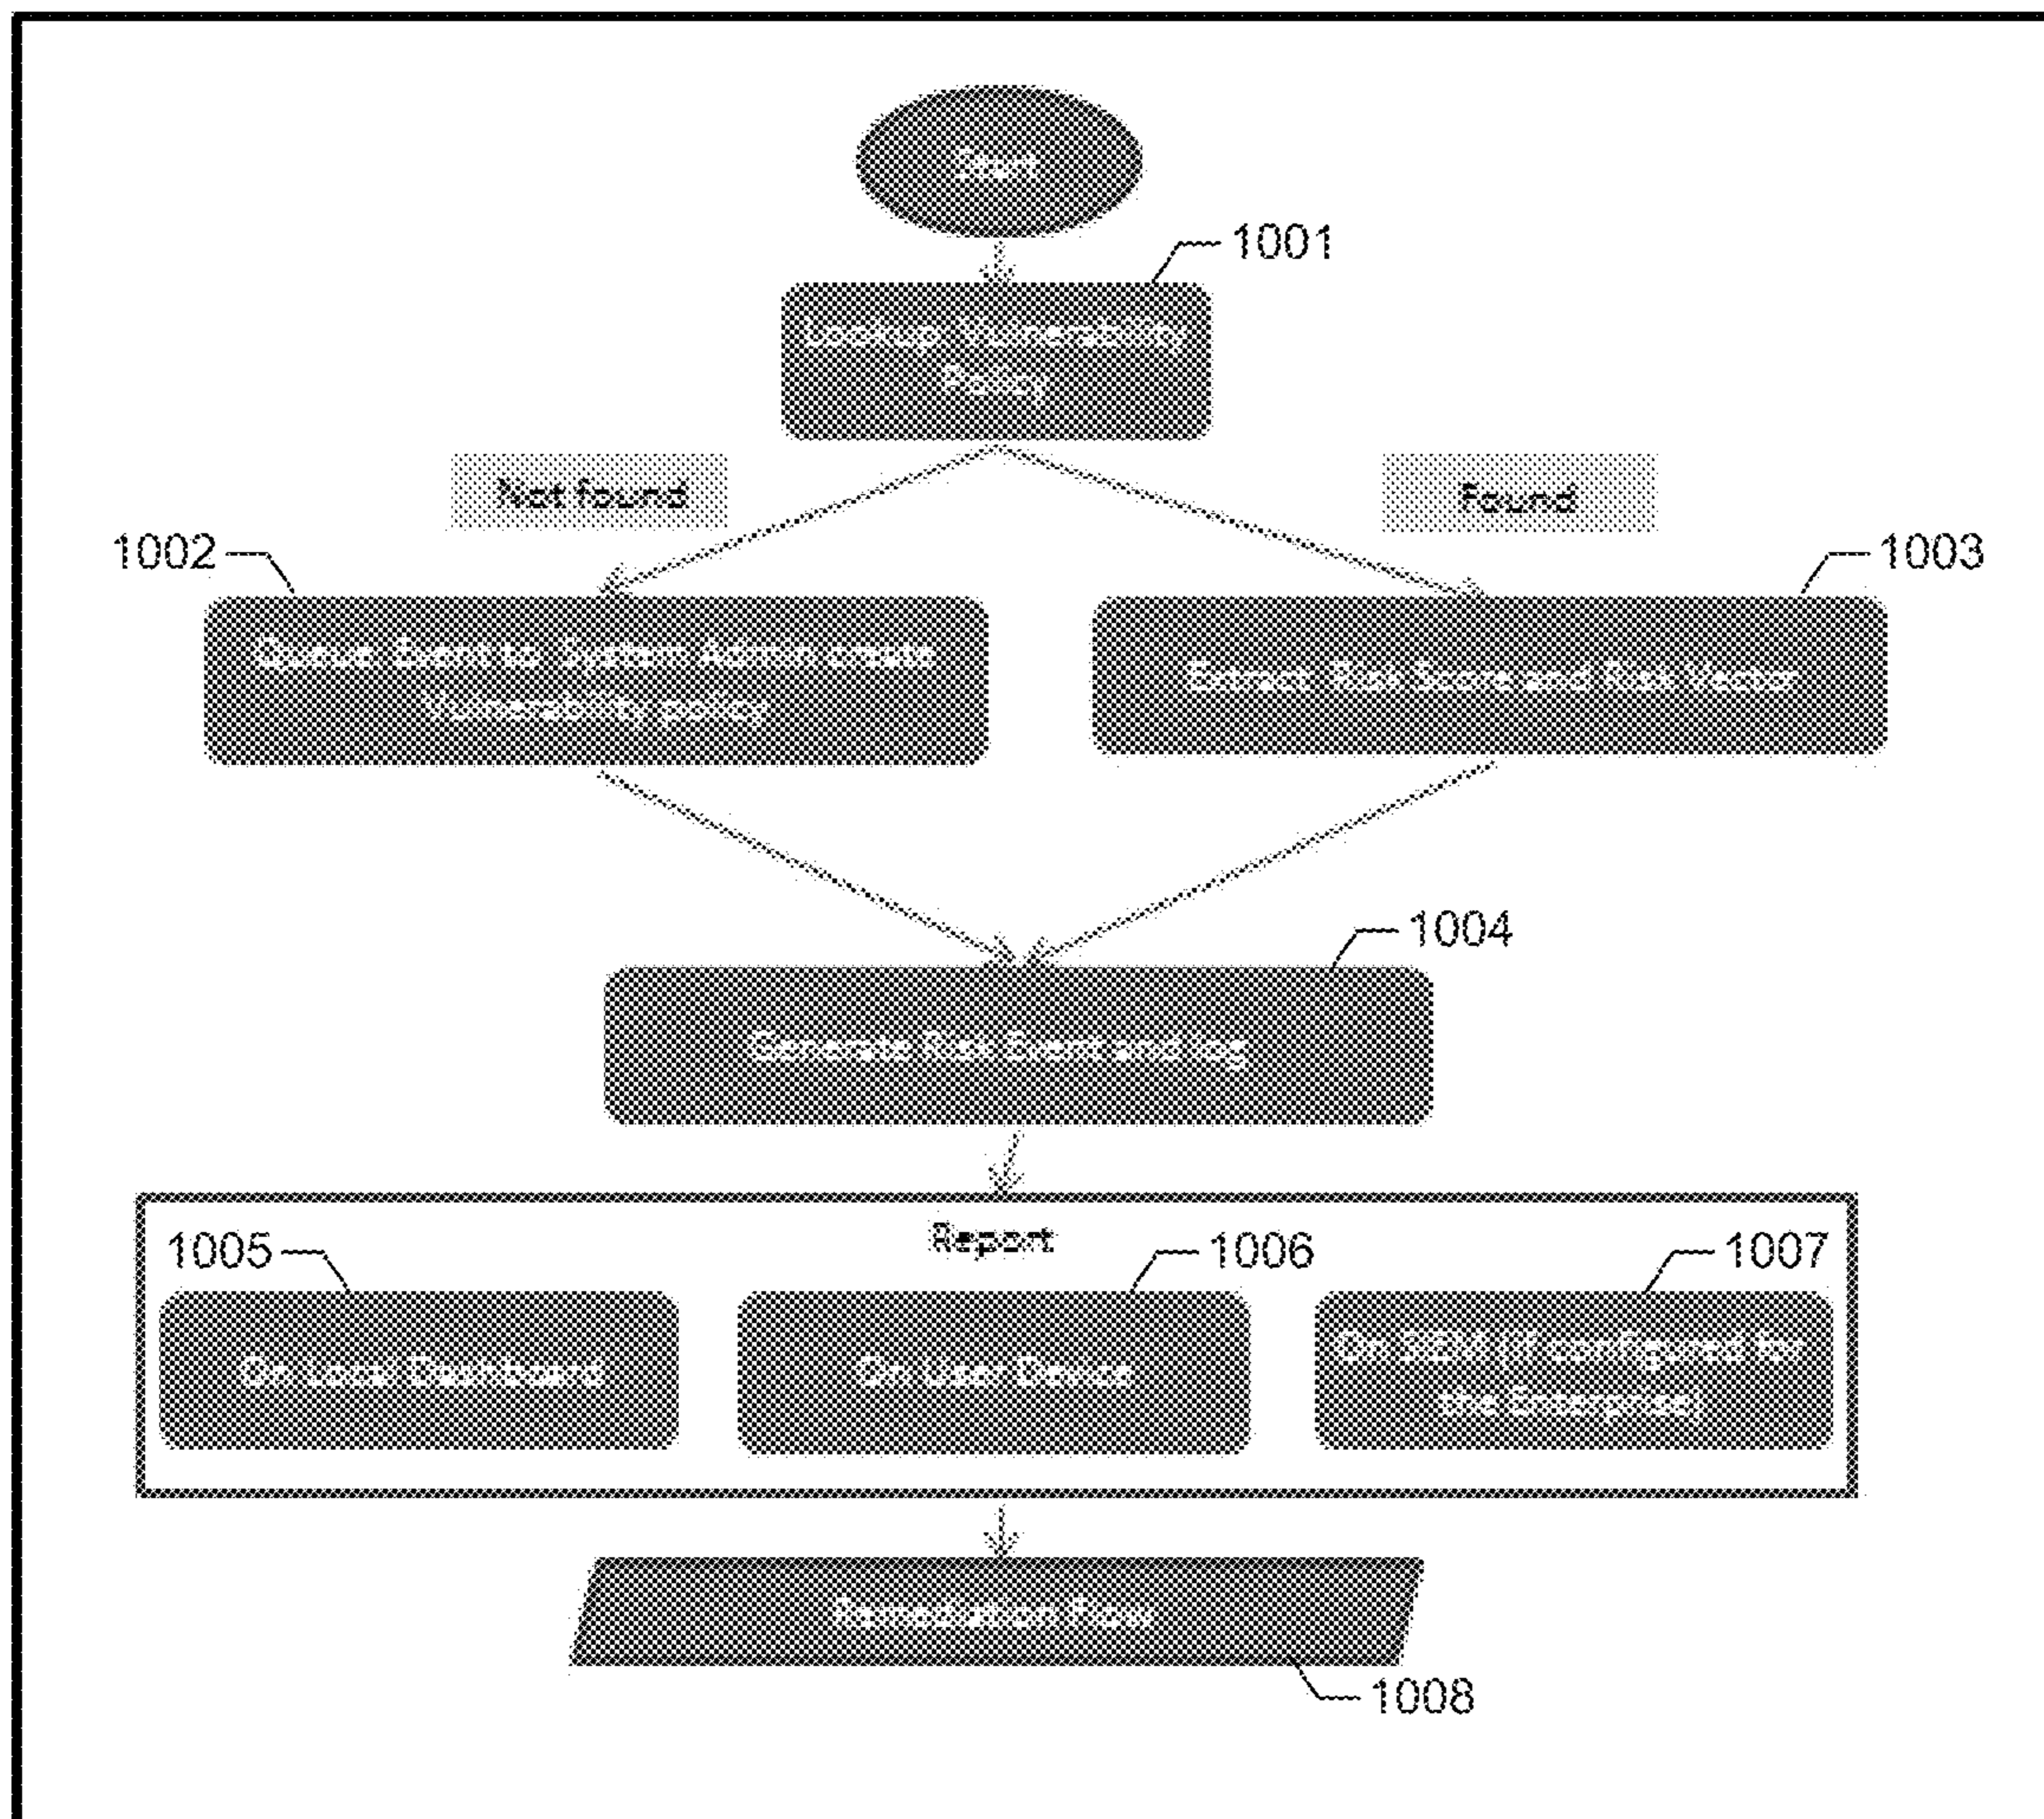 Start
1001
Lookup Vulnerability
Policy
Not found
Found
1002
1003
Queue Event to System Admin create
Vulnerability policy
Extract Risk Score and Risk Vector
1004
Generate Risk Event and log
Report
1005
1006
1007
On Local Dashboard
On User Device
On SIEM (if configured for
the Enterprise)
Remediation Flow
1008